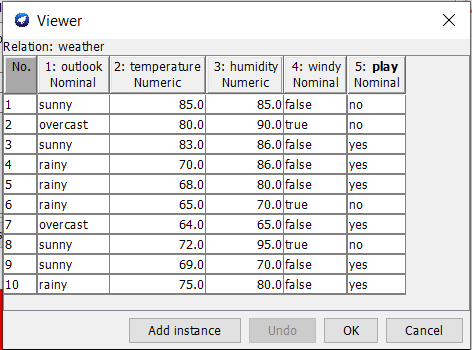 Viewer
Relation: weather
No. 1: outlook Nominal 2: temperature Numeric 3: humidity Numeric 4: windy Nominal 5: play Nominal
1 sunny 85.0 85.0 false no
2 overcast 80.0 90.0 true no
3 sunny 83.0 86.0 false yes
4 rainy 70.0 86.0 false yes
5 rainy 68.0 80.0 false yes
6 rainy 65.0 70.0 true no
7 overcast 64.0 65.0 false yes
8 sunny 72.0 95.0 true no
9 sunny 69.0 70.0 false yes
10 rainy 75.0 80.0 false yes
Add instance Undo OK Cancel